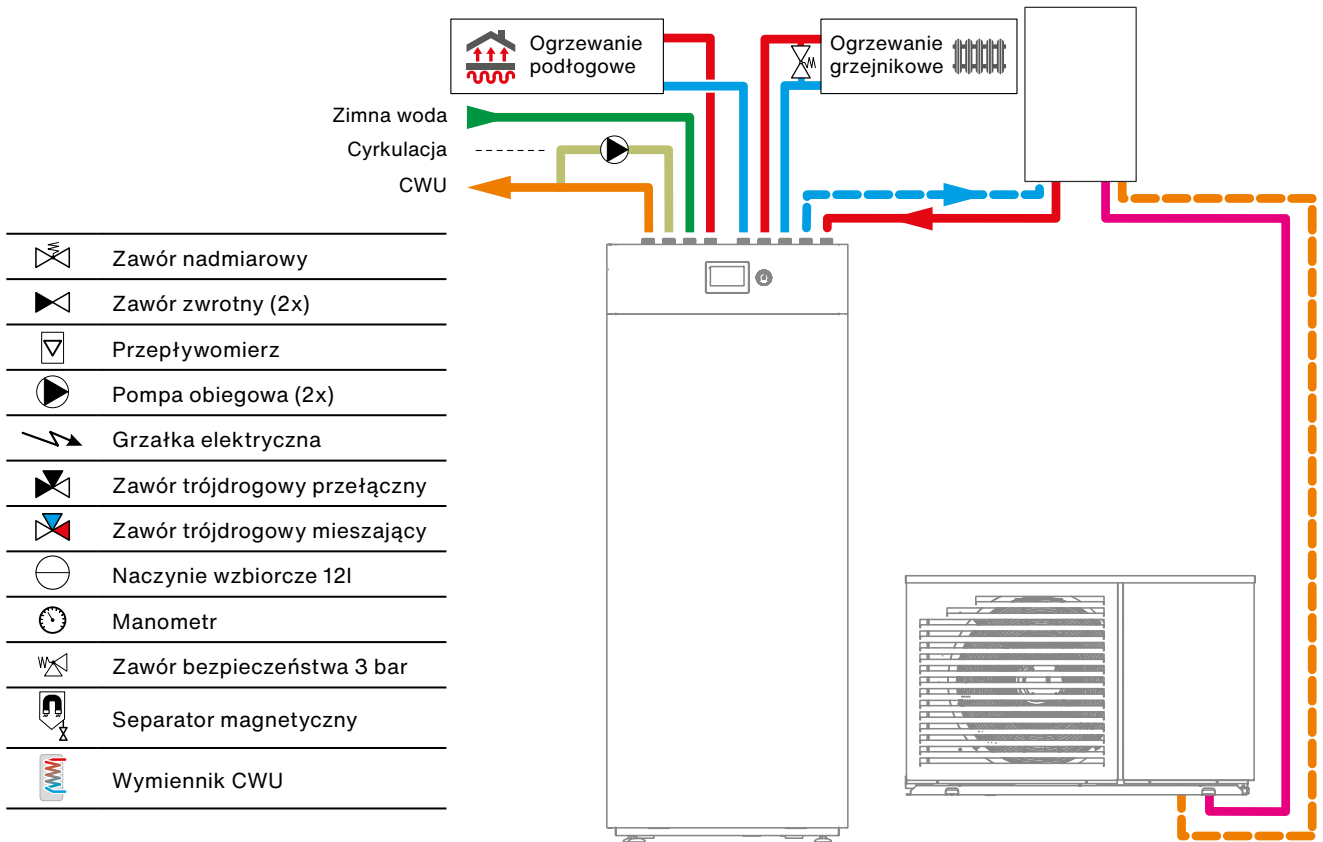 Ogrzewanie
podłogowe
Ogrzewanie
grzejnikowe
Zimna woda
Cyrkulacja
CWU
Zawór nadmiarowy
Zawór zwrotny (2x)
Przepływomierz
Pompa obiegowa (2x)
Grzałka elektryczna
Zawór trójdrogowy przełączny
Zawór trójdrogowy mieszający
Naczynie wzbiorcze 12l
Manometr
Zawór bezpieczeństwa 3 bar
Separator magnetyczny
Wymiennik CWU